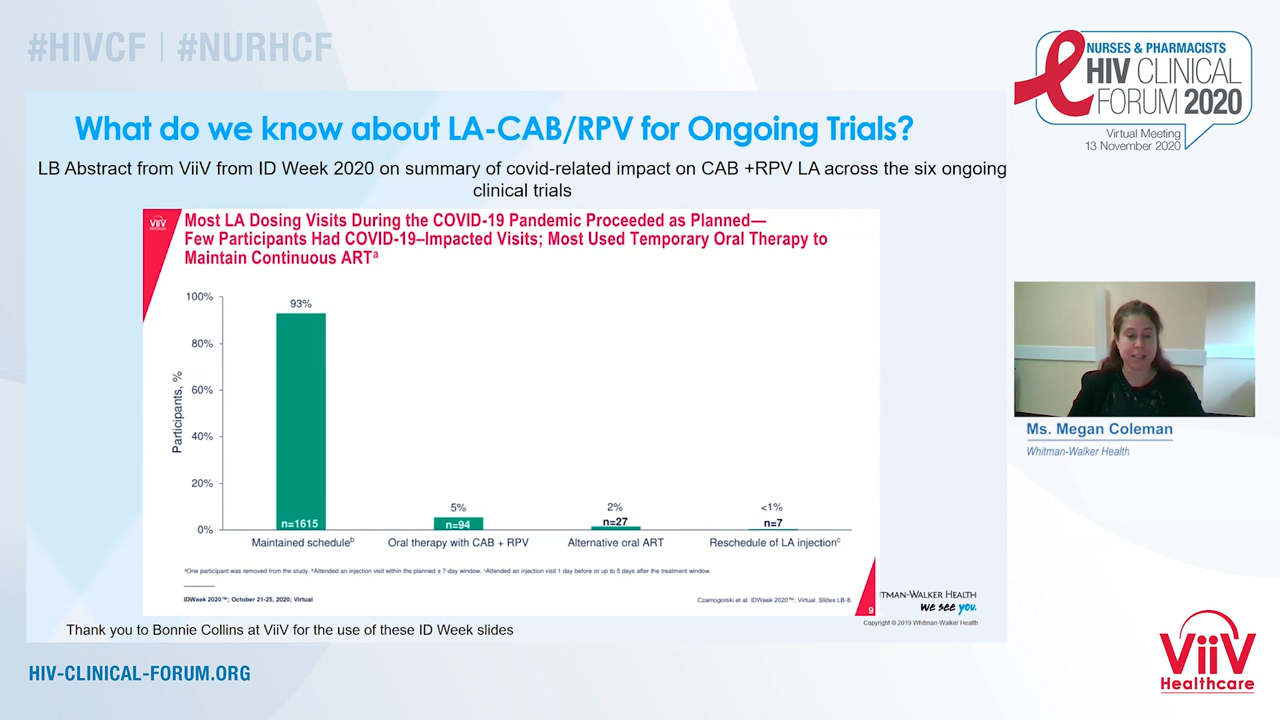 #HIVCF | #NURHCF
NURSES & PHARMACISTS
HIV CLINICAL
FORUM 2020
Virtual Meeting
13 November 2020
What do we know about LA-CAB/RPV for Ongoing Trials?
LB Abstract from ViiV from ID Week 2020 on summary of covid-related impact on CAB +RPV LA across the six ongoing
clinical trials
ViiV
Most LA Dosing Visits During the COVID-19 Pandemic Proceeded as Planned—
Few Participants Had COVID-19–Impacted Visits; Most Used Temporary Oral Therapy to
Maintain Continuous ARTᵃ
Participants, %
100%
80%
60%
40%
20%
0%
93%
5%
2%
<1%
n=1615
n=94
n=27
n=7
Maintained scheduleᵇ
Oral therapy with CAB + RPV
Alternative oral ART
Reschedule of LA injectionᶜ
ᵃOne participant was removed from the study. ᵇAttended an injection visit within the planned ± 7-day window. ᶜAttended an injection visit 1 day before or up to 5 days after the treatment window.
IDWeek 2020™; October 21-25, 2020; Virtual
Czarnogorski et al. IDWeek 2020™; Virtual. Slides LB-8.
9
TMAN-WALKER HEALTH
we see you.
Copyright © 2019 Whitman-Walker Health
Thank you to Bonnie Collins at ViiV for the use of these ID Week slides
Ms. Megan Coleman
Whitman-Walker Health
HIV-CLINICAL-FORUM.ORG
ViiV
Healthcare